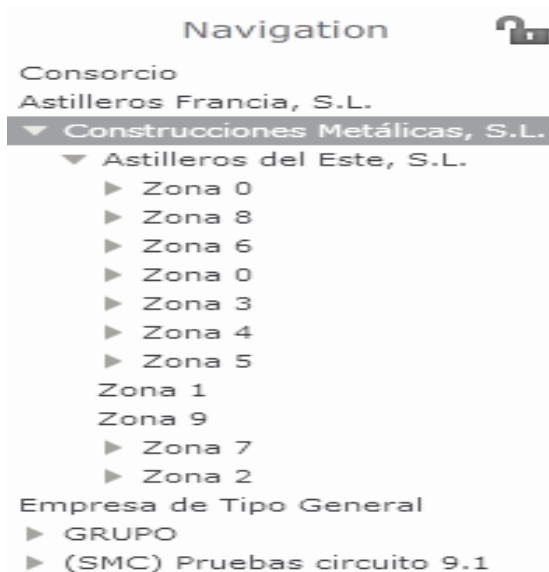 Navigation
Consorcio
Astilleros Francia, S.L.
Construcciones Metálicas, S.L.
Astilleros del Este, S.L.
Zona 0
Zona 8
Zona 6
Zona 0
Zona 3
Zona 4
Zona 5
Zona 1
Zona 9
Zona 7
Zona 2
Empresa de Tipo General
GRUPO
(SMC) Pruebas circuito 9.1